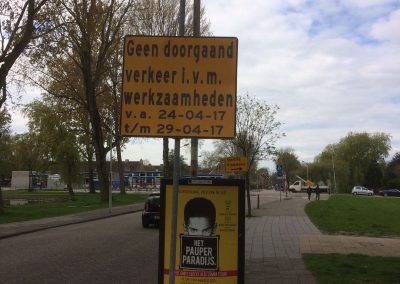 Geen doorgaand
verkeer i.v.m.
werkzaamheden
v.a. 24-04-17
t/m 29-04-17
HET
PAUPER
PARADIJS.